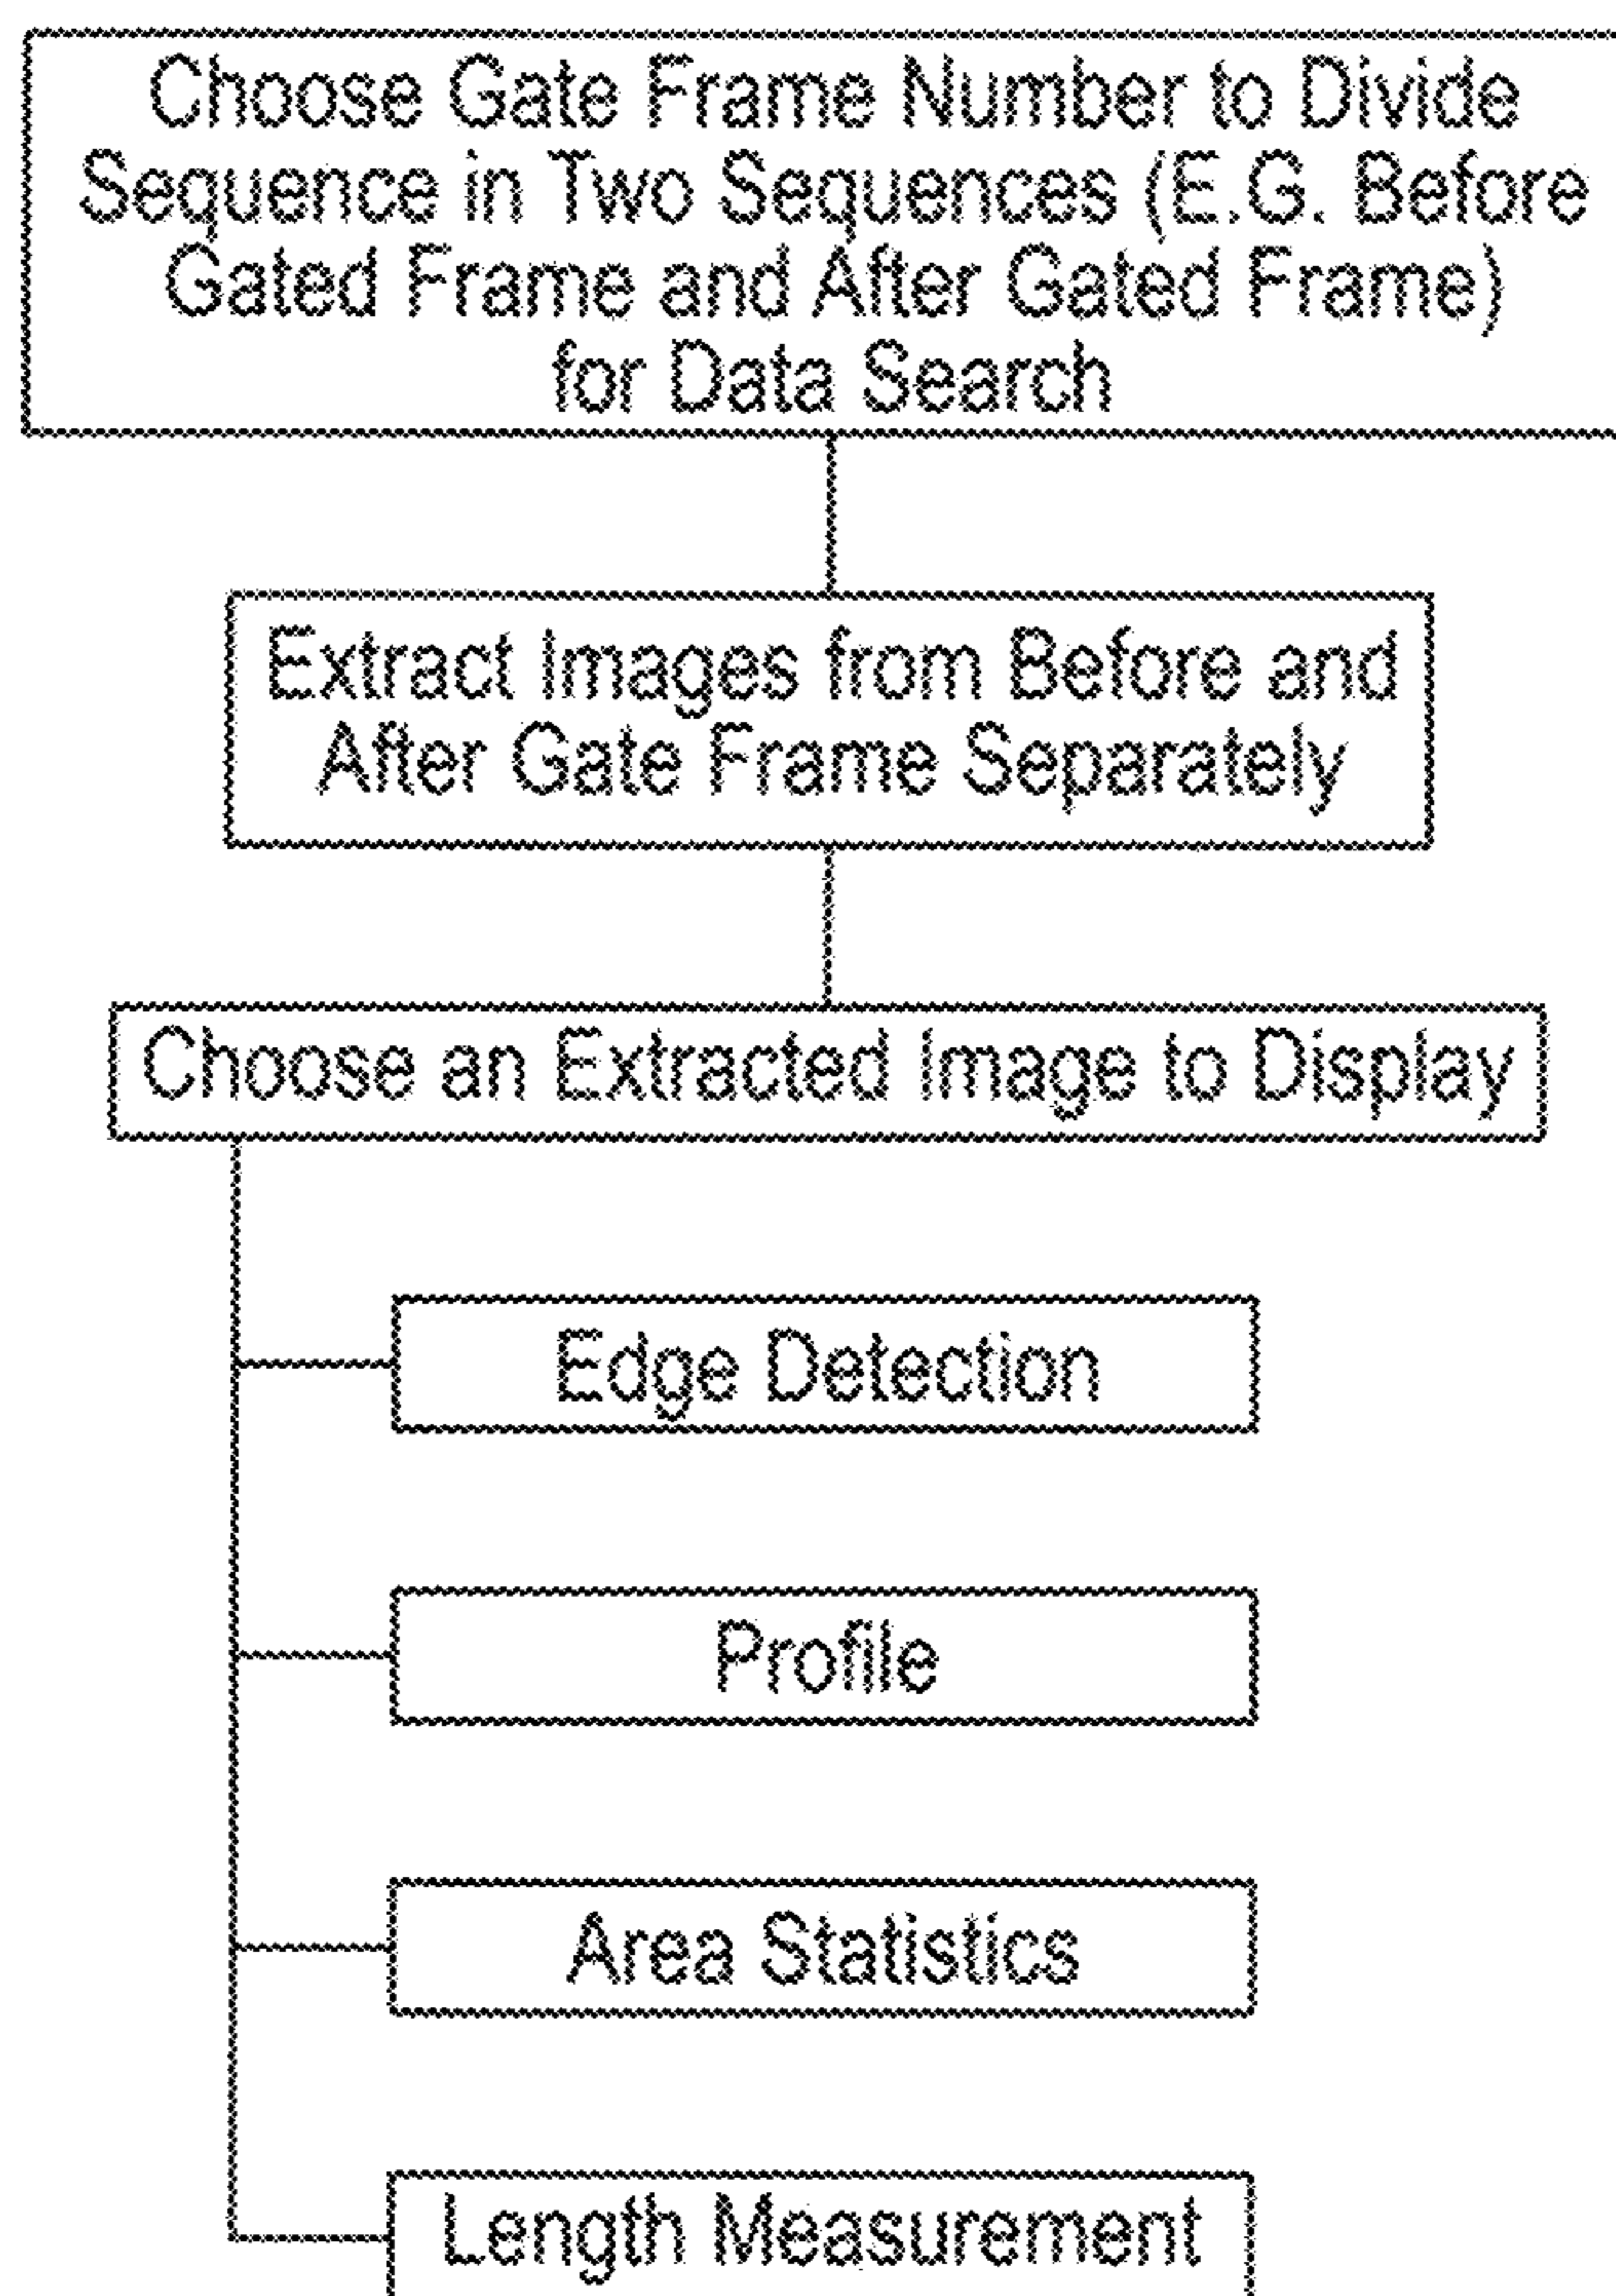 Choose Gate Frame Number to Divide
Sequence in Two Sequences (E.G. Before
Gated Frame and After Gated Frame)
for Data Search
Extract Images from Before and
After Gate Frame Separately
Choose an Extracted Image to Display
Edge Detection
Profile
Area Statistics
Length Measurement